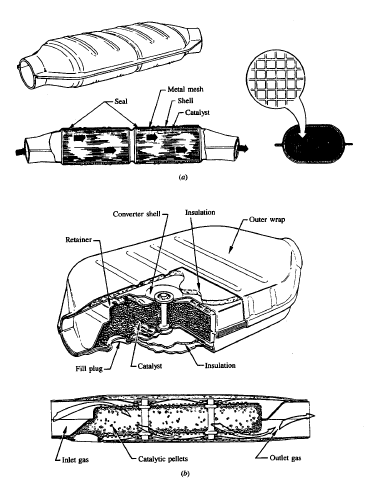 Metal mesh
Seal
Shell
Catalyst
(a)
Converter shell
Insulation
Outer wrap
Retainer
Fill plug
Catalyst
Insulation
Inlet gas
Catalytic pellets
Outlet gas
(b)